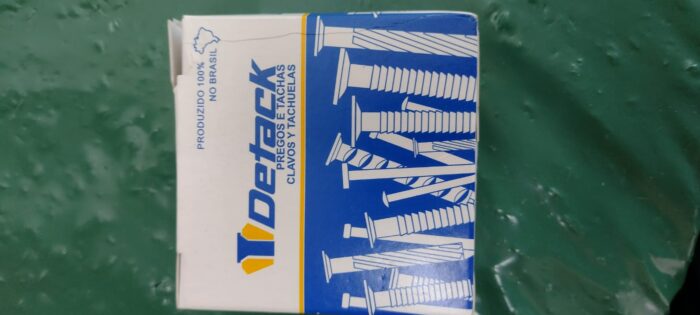 PRODUZIDO 100%
NO BRASIL
Detack
PREGOS E TACHAS
CLAVOS Y TACHUELAS